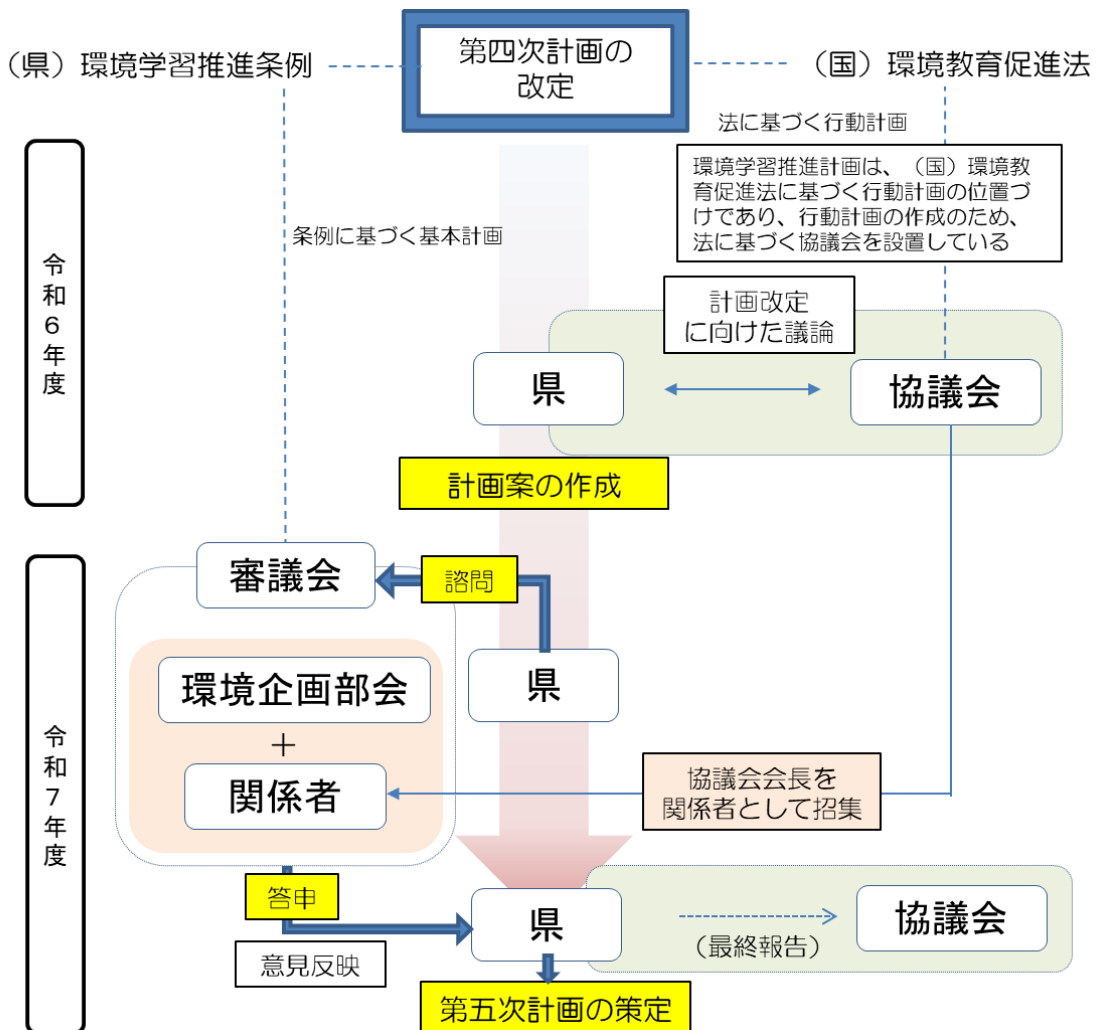 （県）環境学習推進条例
第四次計画の
改定
（国）環境教育促進法
法に基づく行動計画
環境学習推進計画は、（国）環境教
育促進法に基づく行動計画の位置づ
けであり、行動計画の作成のため、
法に基づく協議会を設置している
条例に基づく基本計画
令和６年度
計画改定
に向けた議論
県
協議会
計画案の作成
令和７年度
審議会
諮問
環境企画部会
県
＋
関係者
協議会会長を
関係者として招集
答申
県
協議会
（最終報告）
意見反映
第五次計画の策定